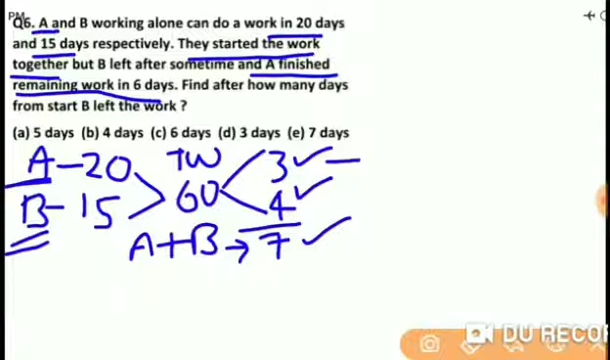 PM
Q6. A and B working alone can do a work in 20 days
and 15 days respectively. They started the work
together but B left after sometime and A finished
remaining work in 6 days. Find after how many days
from start B left the work ?
(a) 5 days (b) 4 days (c) 6 days (d) 3 days (e) 7 days
A-20 TW 3✓-
B-15 60 4✓
A+B→7✓
DU RECO